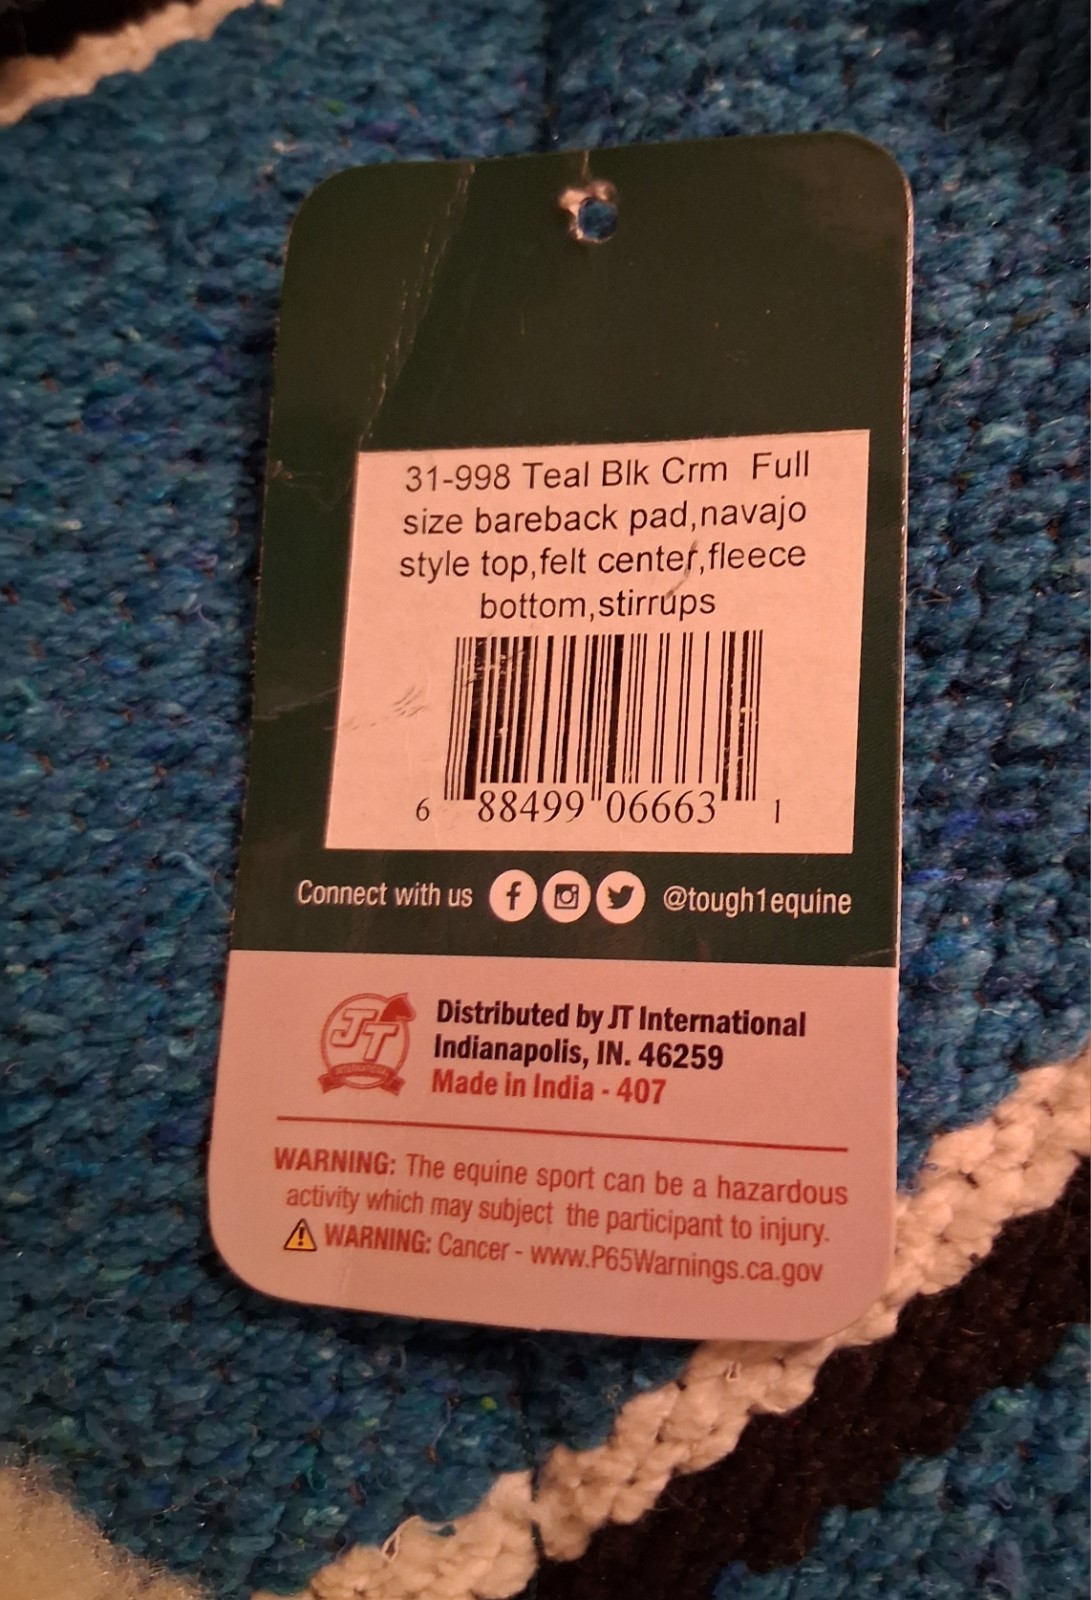 31-998 Teal Blk Crm Full
size bareback pad,navajo
style top,felt center,fleece
bottom,stirrups
6 88499 06663 1
Connect with us @tough1equine
JT
INTERNATIONAL
Distributed by JT International
Indianapolis, IN. 46259
Made in India - 407
WARNING: The equine sport can be a hazardous
activity which may subject the participant to injury.
WARNING: Cancer - www.P65Warnings.ca.gov